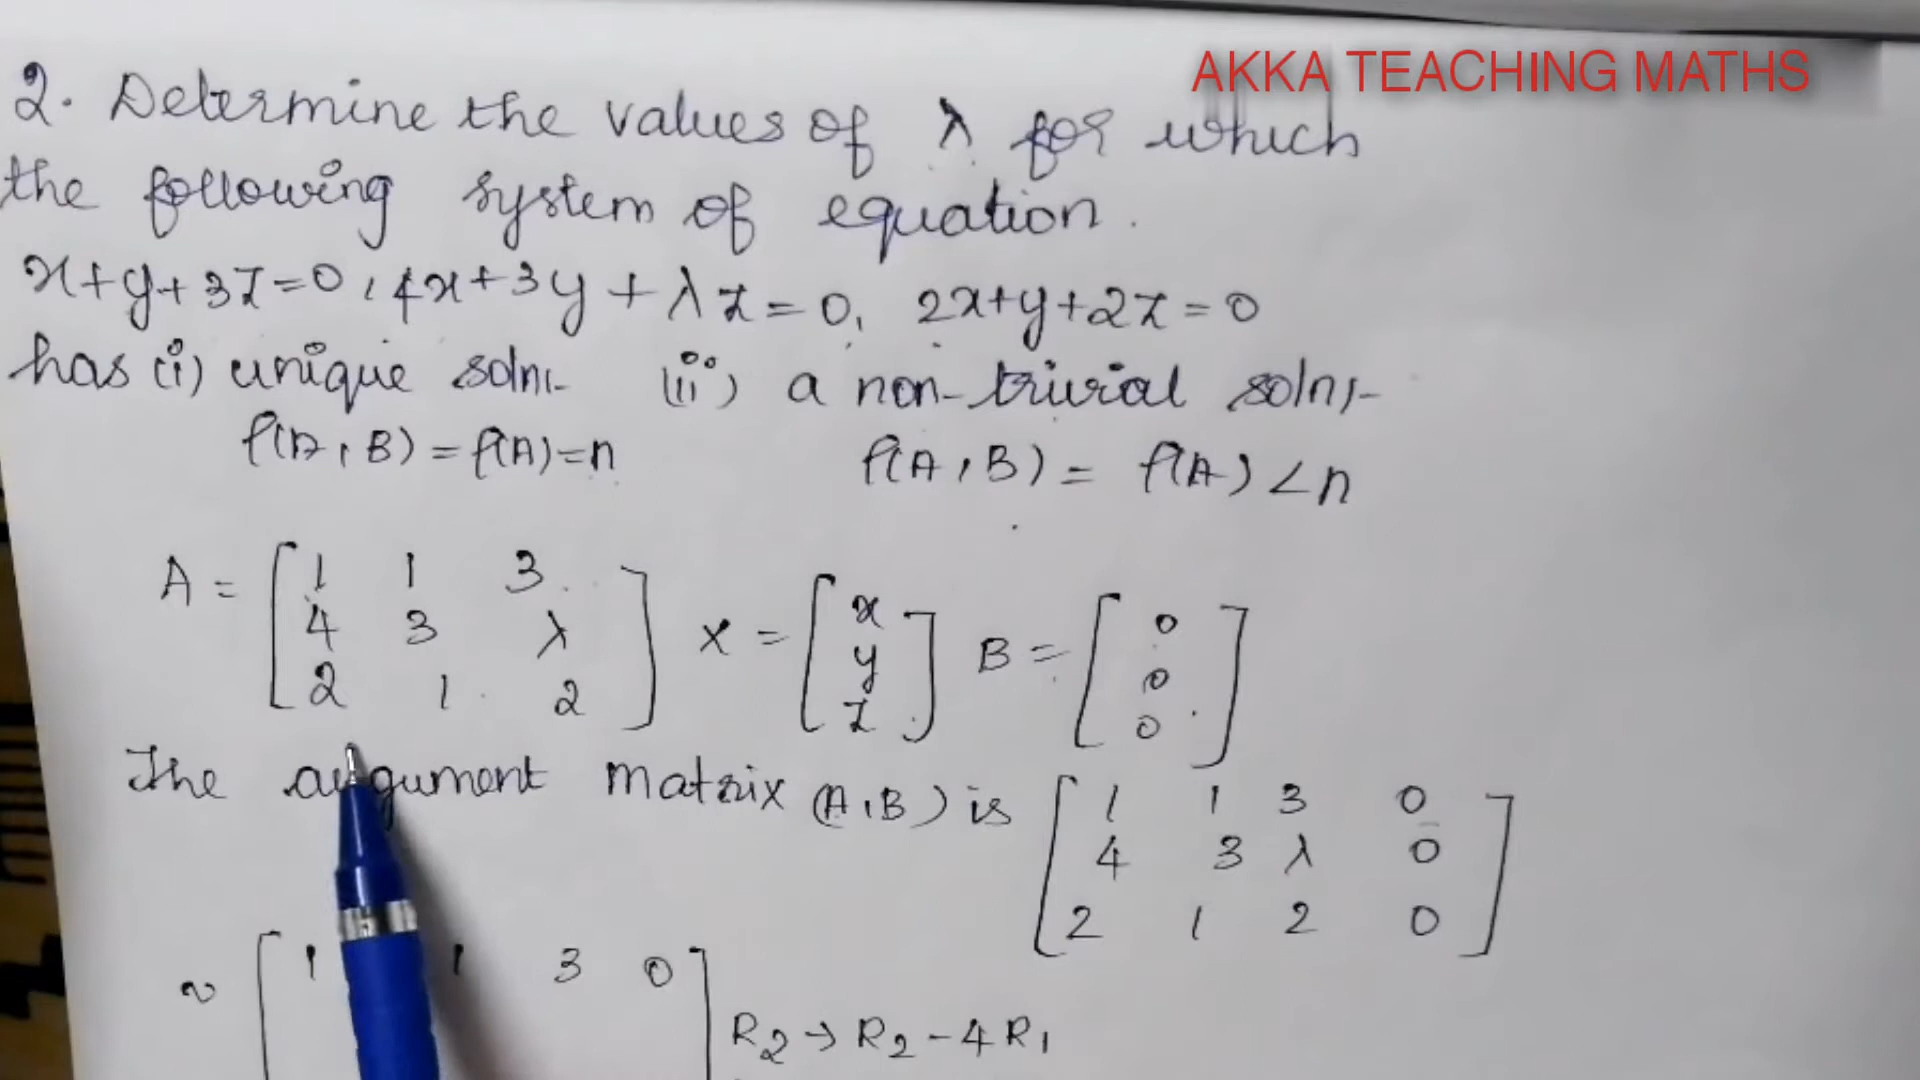 AKKA TEACHING MATHS
2. Determine the values of λ for which
the following system of equation.
x+y+3z=0, 4x+3y+λz=0, 2x+y+2z=0
has (i) unique soln:- (ii) a non-trivial soln:-
ρ(A,B)=ρ(A)=n ρ(A,B)=ρ(A)<n
A = [ 1 1 3 ] X = [ x ] B = [ 0 ]
4 3 λ y 0
2 1 2 z 0
The augument matrix (A,B) is [ 1 1 3 0 ]
4 3 λ 0
2 1 2 0
~ [ 1 1 3 0 ]
R2 → R2 - 4R1